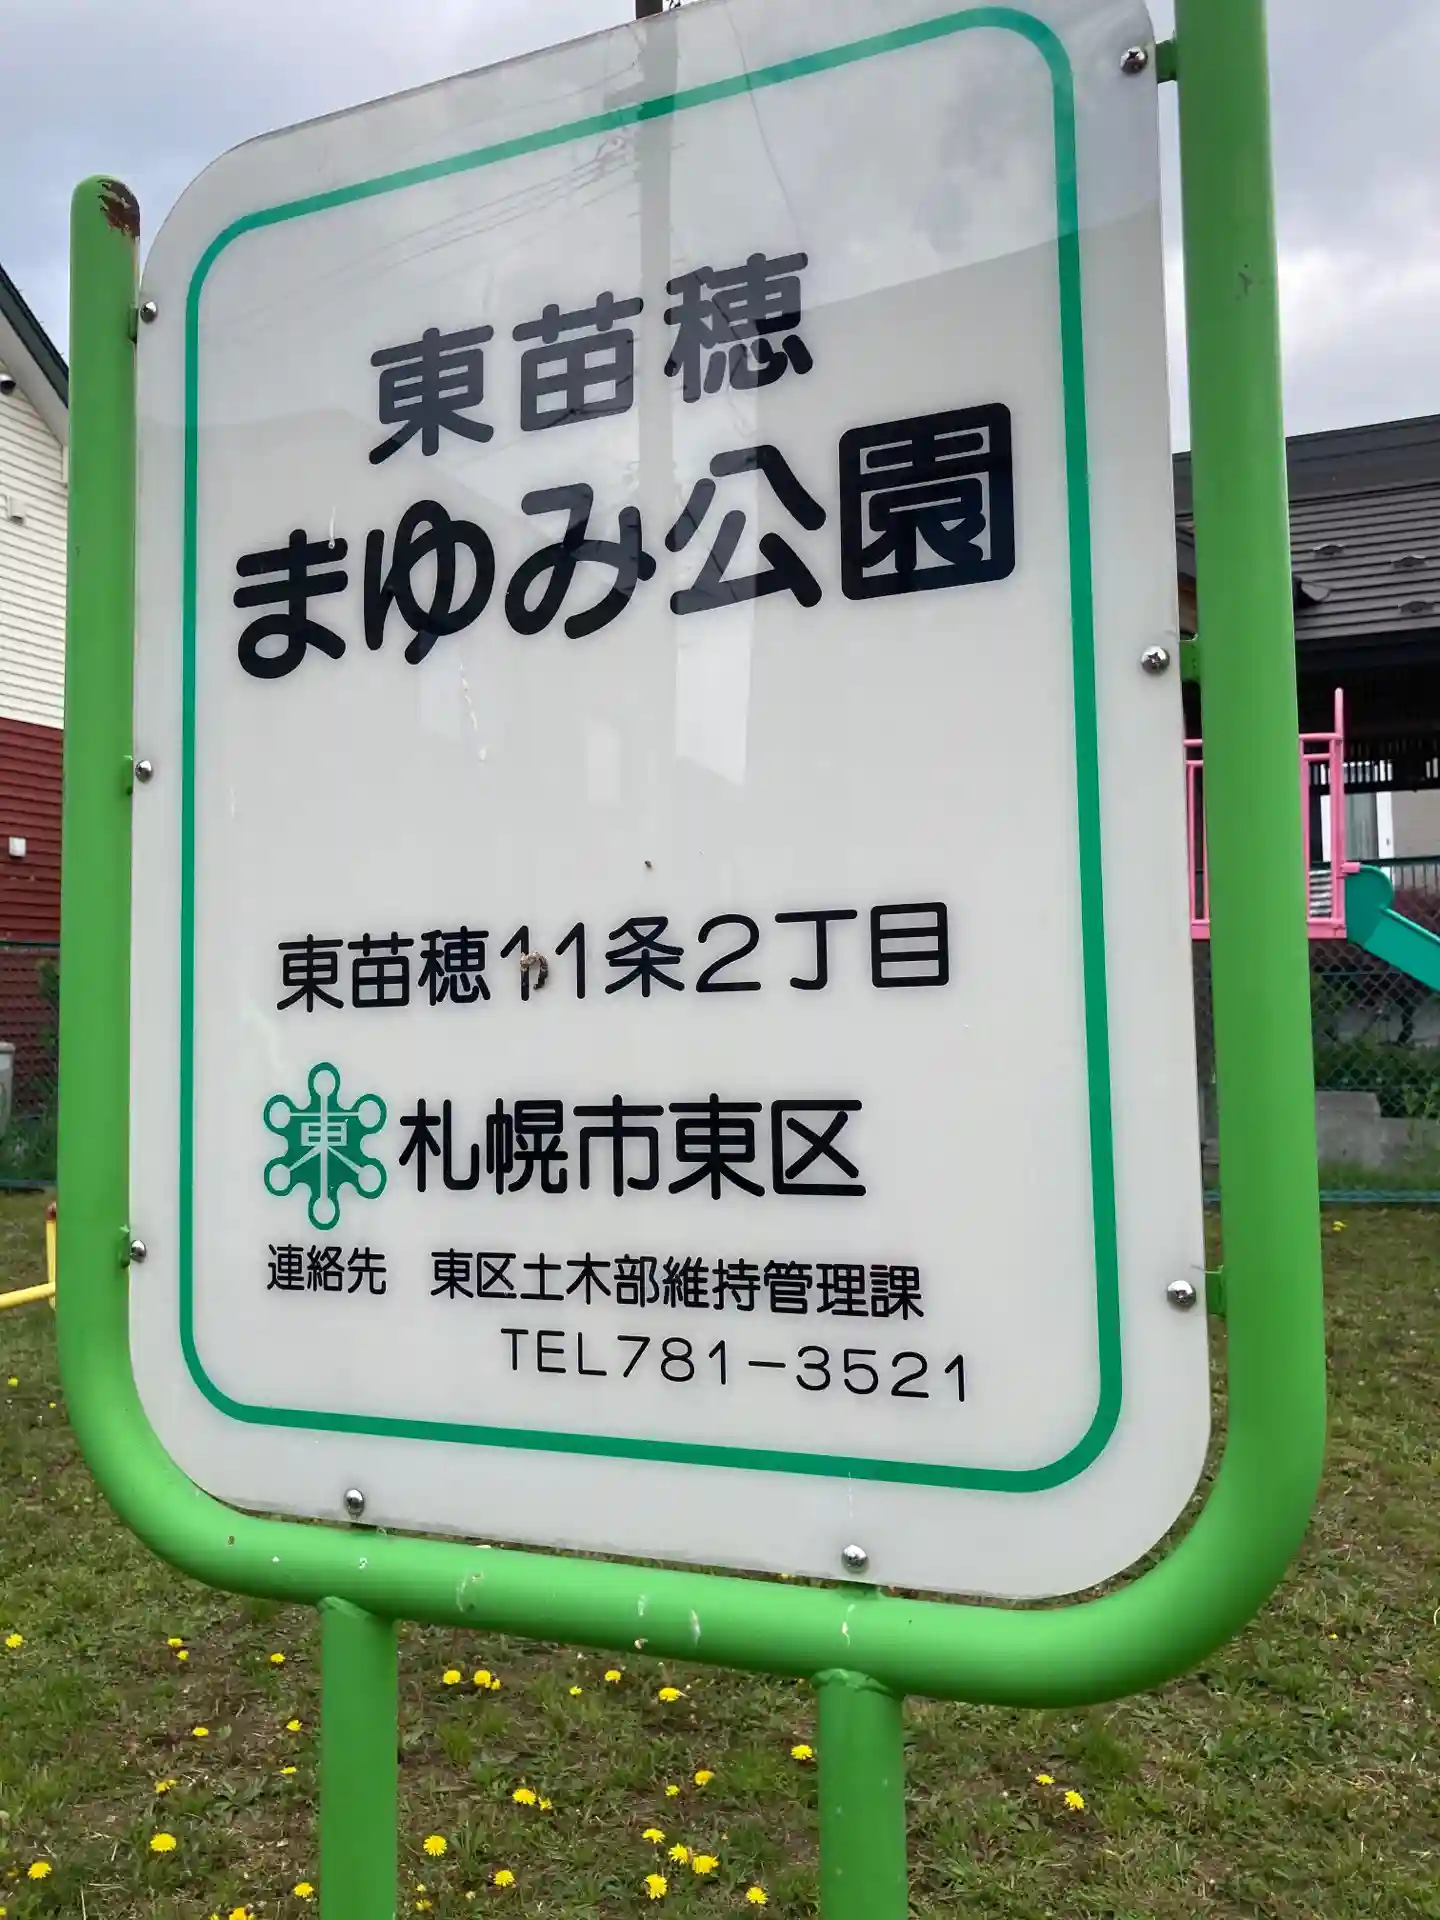 東苗穂
まゆみ公園
東苗穂11条2丁目
東 札幌市東区
連絡先 東区土木部維持管理課
TEL781-3521